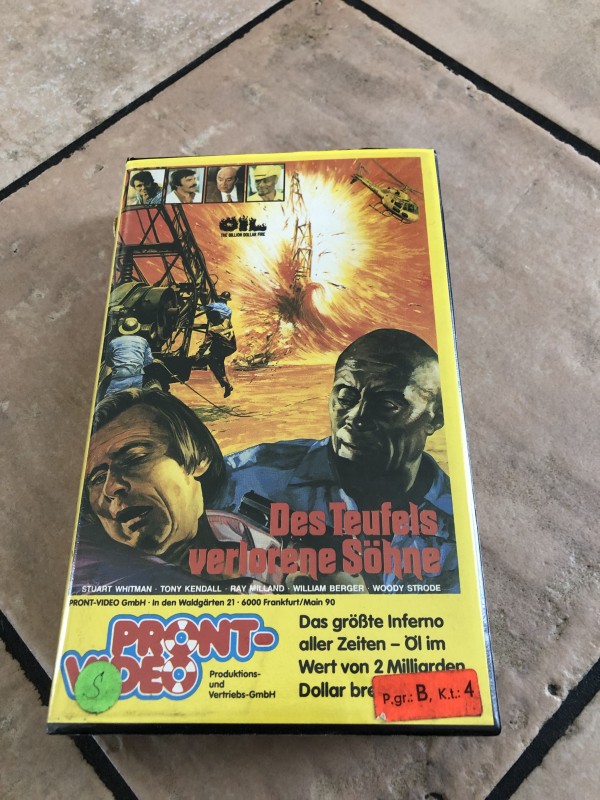 OIL
THE BILLION DOLLAR FIRE
Des Teufels
verlorene Söhne
STUART WHITMAN · TONY KENDALL · RAY MILLAND · WILLIAM BERGER · WOODY STRODE
PRONT-VIDEO GmbH · In den Waldgärten 21 · 6000 Frankfurt/Main 90
PRONT-
VIDEO
Produktions-
und
Vertriebs-GmbH
Das größte Inferno
aller Zeiten – Öl im
Wert von 2 Milliarden
Dollar
S
P.gr.: B, K.t.: 4